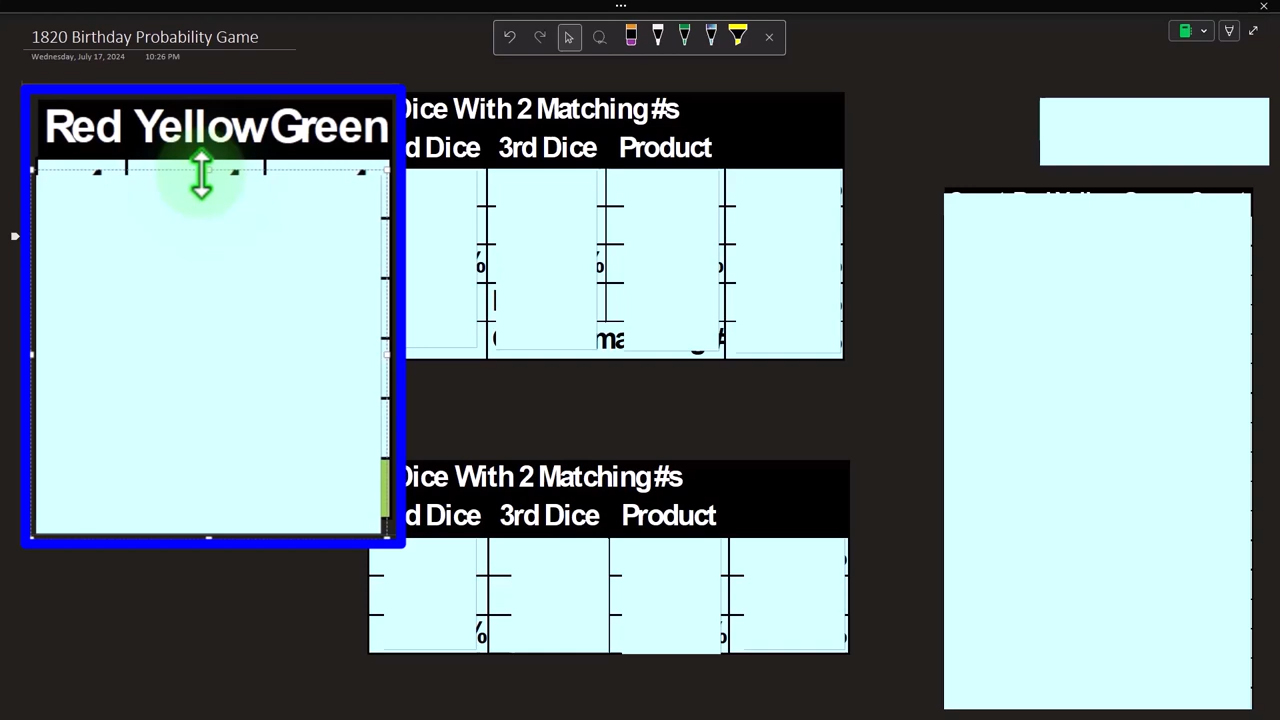 1820 Birthday Probability Game
Wednesday, July 17, 2024 10:26 PM
Red Yellow Green
Dice With 2 Matching #s
Dice 3rd Dice Product
%
%
Dice With 2 Matching #s
Dice 3rd Dice Product
%